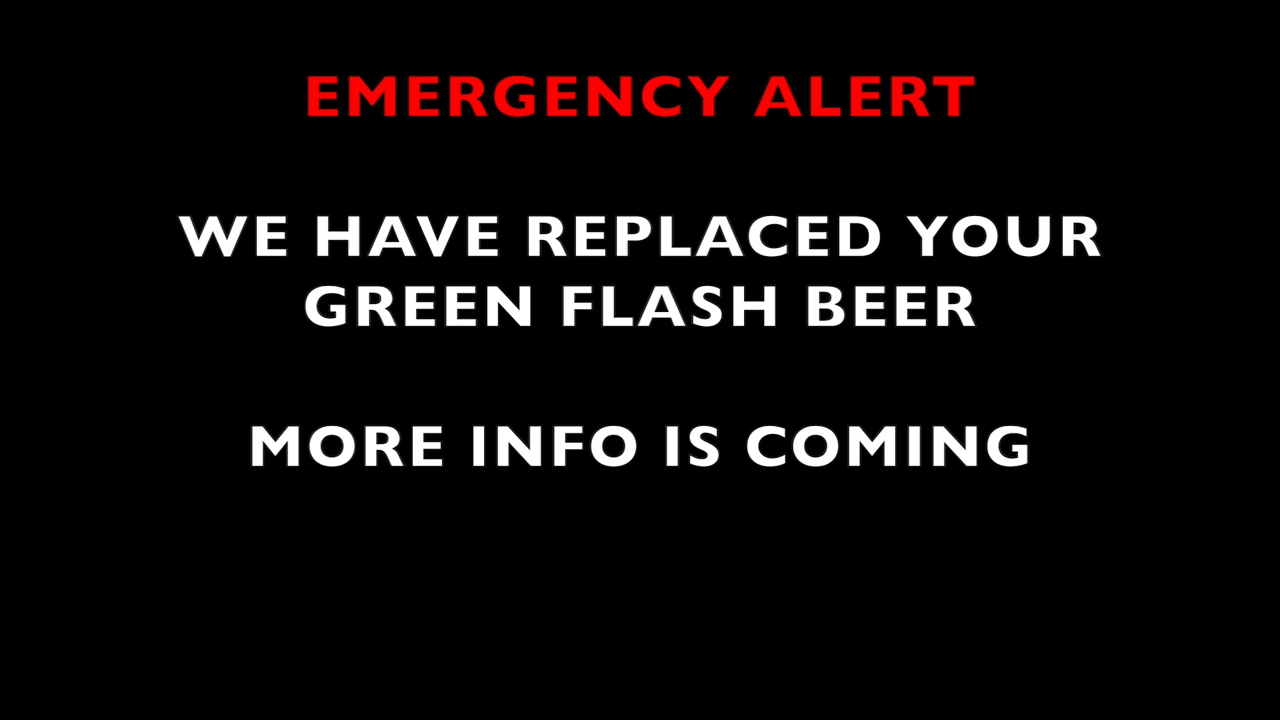 EMERGENCY ALERT
WE HAVE REPLACED YOUR
GREEN FLASH BEER
MORE INFO IS COMING